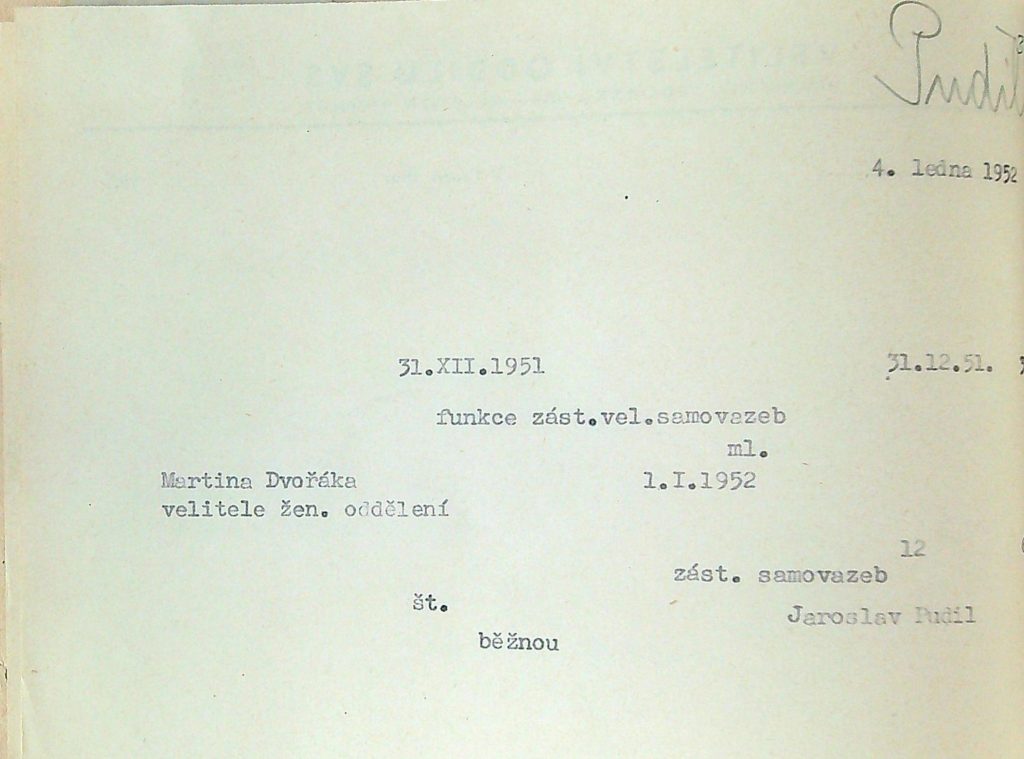 Pudil
4. ledna 1952
31.XII.1951 31.12.51.
funkce zást.vel.samovazeb
ml.
Martina Dvořáka 1.I.1952
velitele žen. oddělení
12
zást. samovazeb
št.
Jaroslav Pudil
běžnou